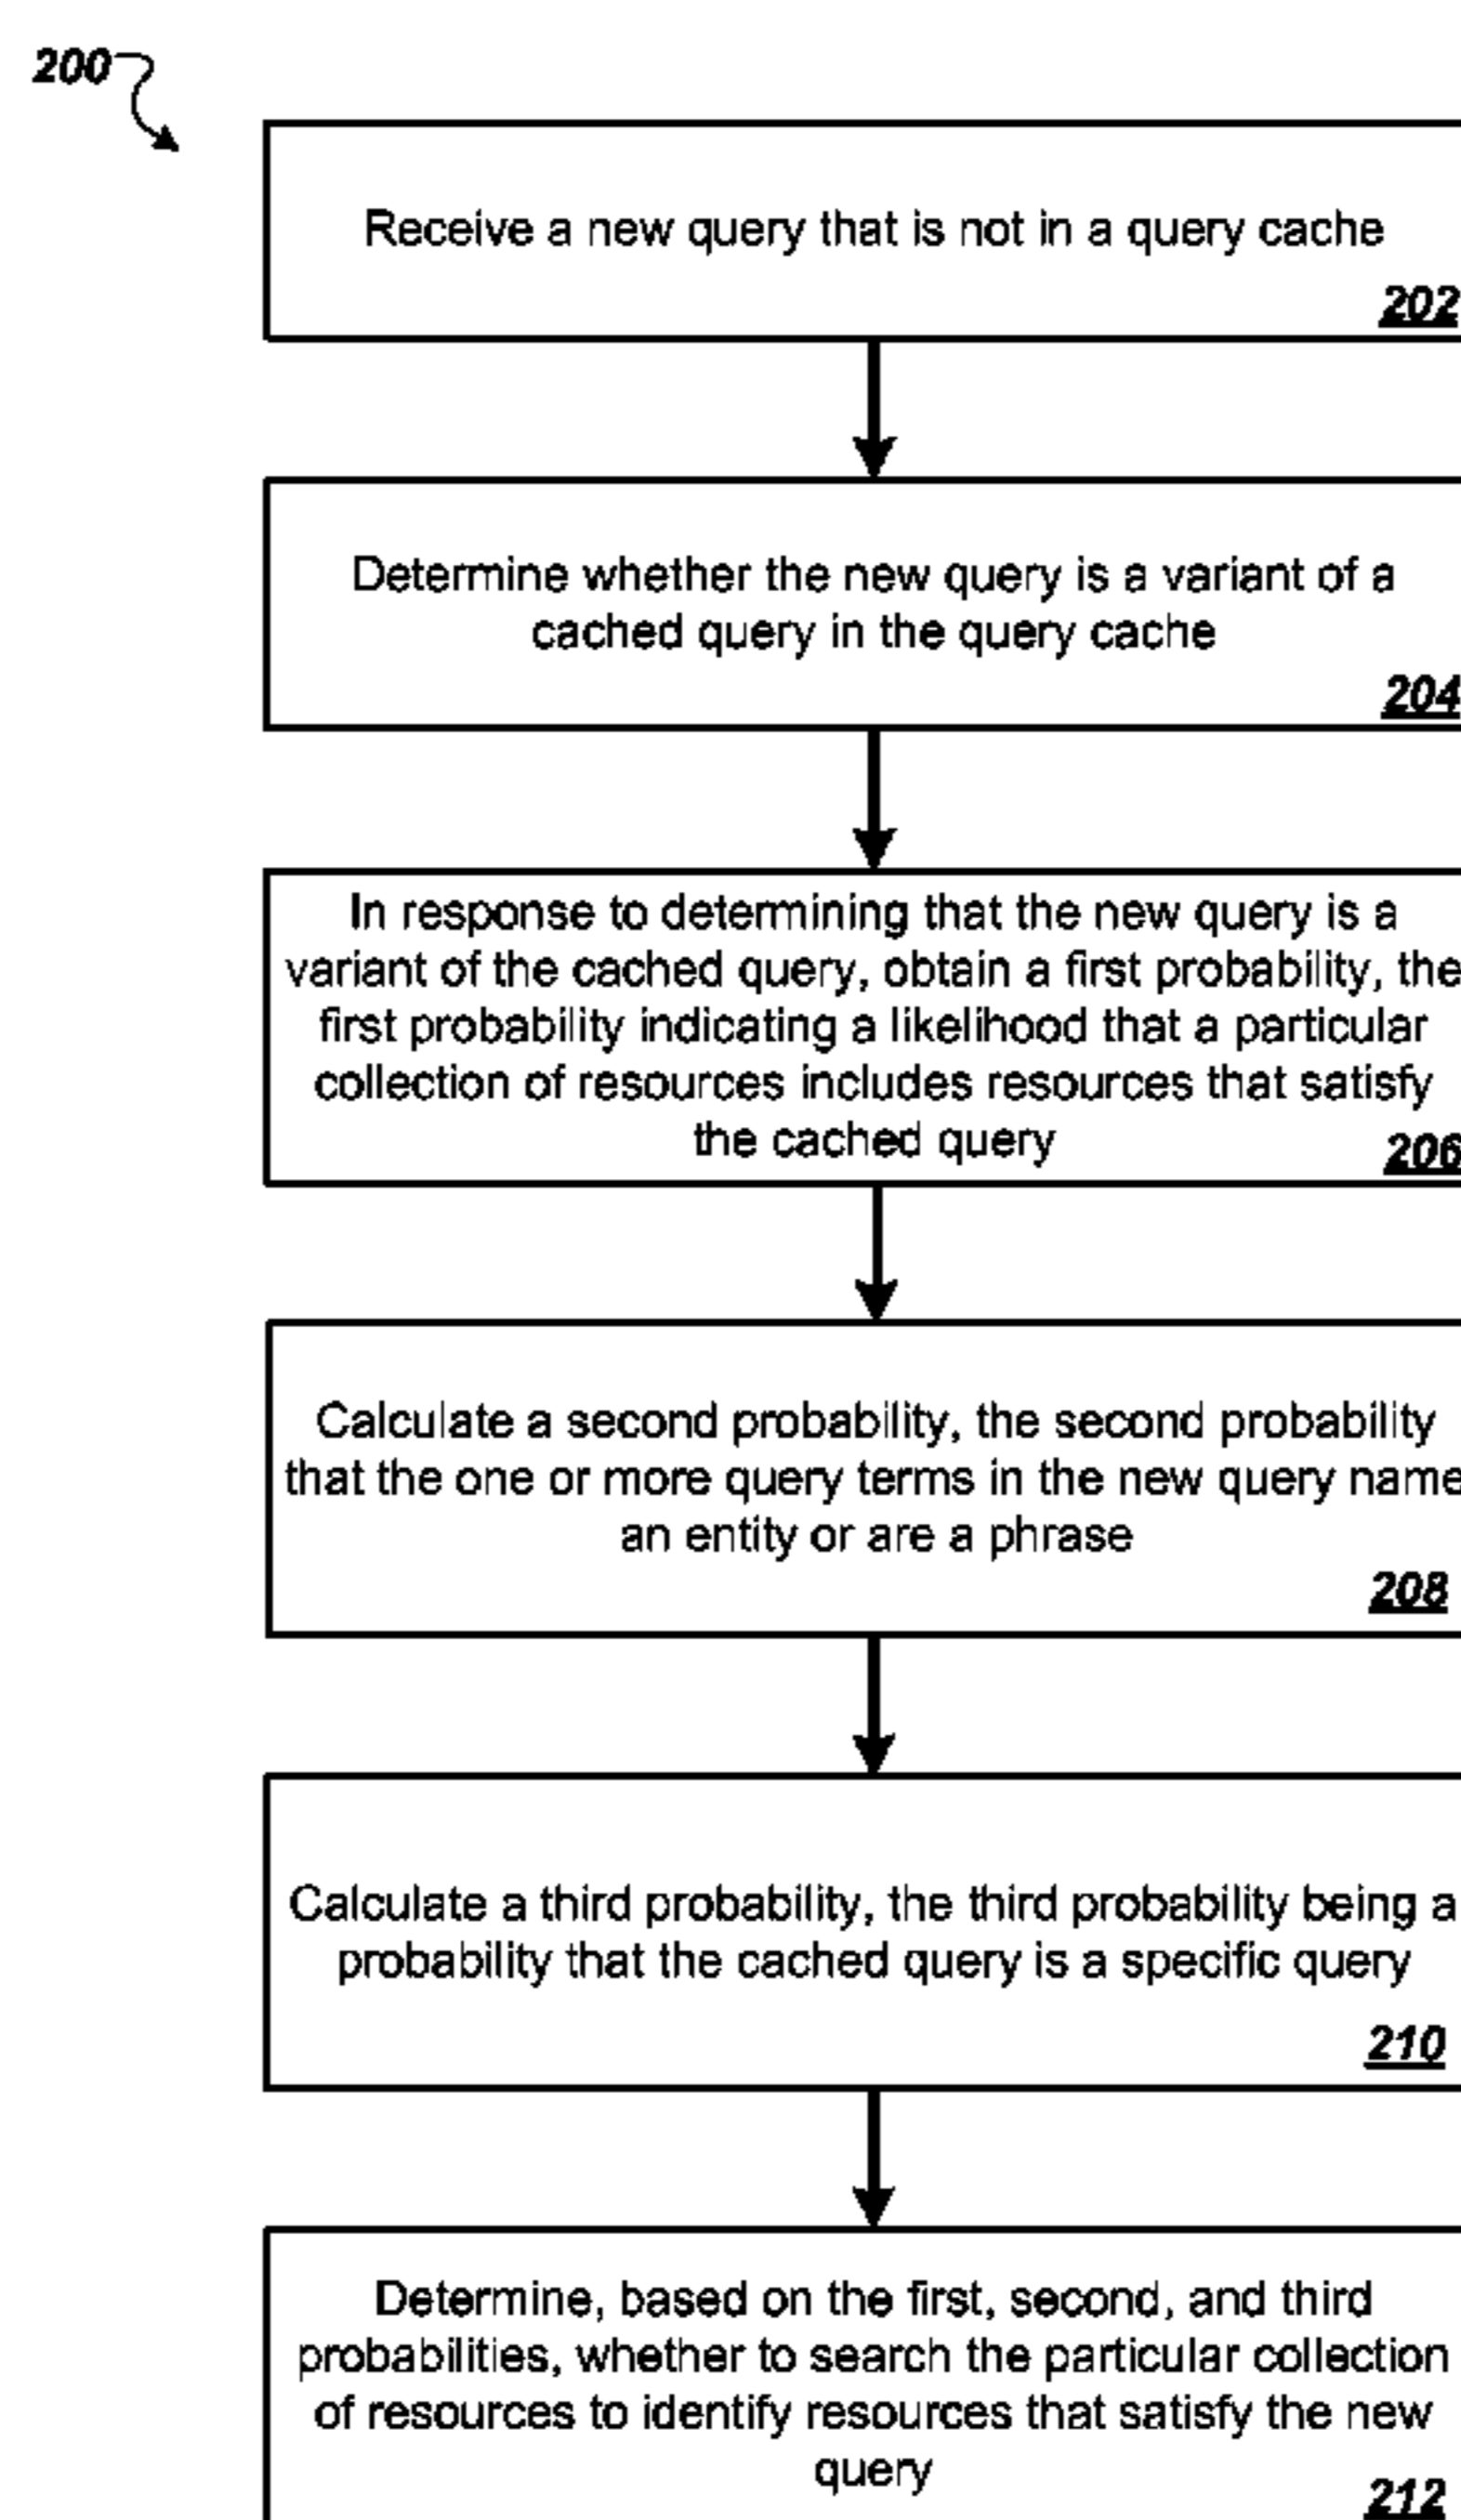 200
Receive a new query that is not in a query cache
202
Determine whether the new query is a variant of a
cached query in the query cache
204
In response to determining that the new query is a
variant of the cached query, obtain a first probability, the
first probability indicating a likelihood that a particular
collection of resources includes resources that satisfy
the cached query
206
Calculate a second probability, the second probability
that the one or more query terms in the new query name
an entity or are a phrase
208
Calculate a third probability, the third probability being a
probability that the cached query is a specific query
210
Determine, based on the first, second, and third
probabilities, whether to search the particular collection
of resources to identify resources that satisfy the new
query
212